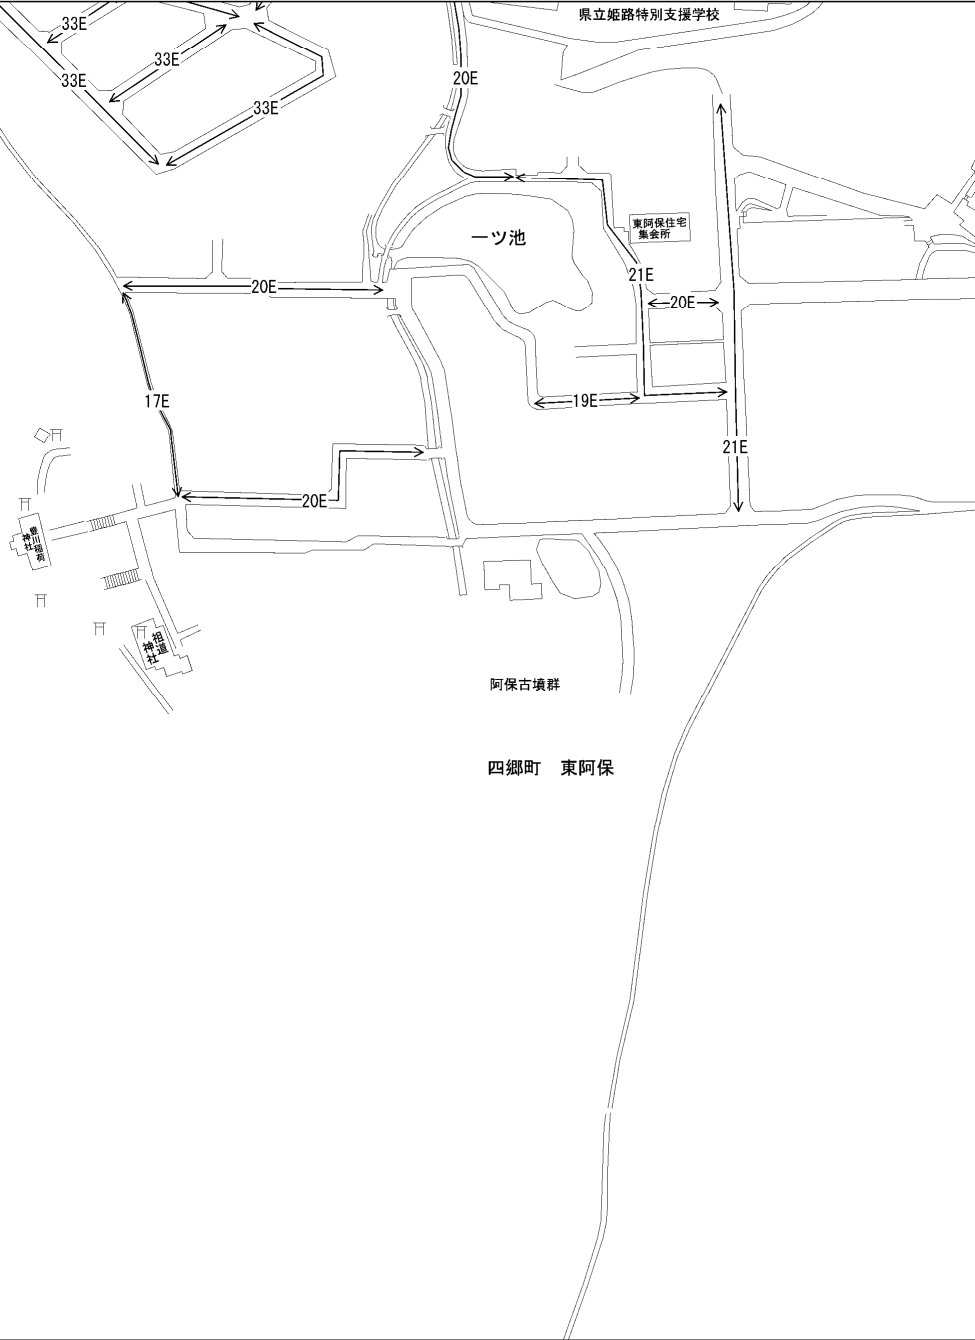 県立姫路特別支援学校
33E
33E
33E
20E
33E
東阿保住宅
集会所
一ツ池
21E
20E
20E
17E
19E
21E
20E
豊川稲荷
神社
祖道
神社
阿保古墳群
四郷町　東阿保